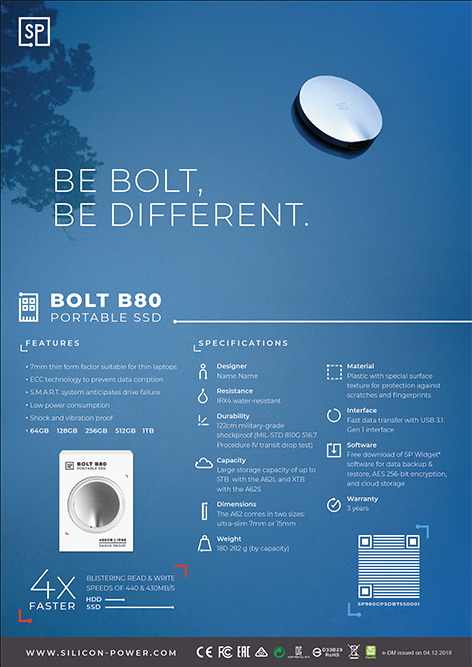 SP
BE BOLT,
BE DIFFERENT.
BOLT B80
PORTABLE SSD
FEATURES
• 7mm thin form factor suitable for thin laptops
• ECC technology to prevent data corrption
• S.M.A.R.T. system anticipates drive failure
• Low power consumption
• Shock and vibration proof
• 64GB 128GB 256GB 512GB 1TB
BOLT B80
PORTABLE SSD
480GB
SHOCK PROOF
4X
FASTER
BLISTERING READ & WRITE
SPEEDS OF 440 & 430MB/S
HDD
SSD
SPECIFICATIONS
Designer
Name Name
Resistance
IPX4 water-resistant
Durability
122cm military-grade
shockproof (MIL-STD 810G 516.7
Procedure IV transit drop test)
Capacity
Large storage capacity of up to
5TB with the A62L and XTB
with the A62S
Dimensions
The A62 comes in two sizes:
ultra-slim 7mm or 15mm
Weight
180-282 g (by capacity)
Material
Plastic with special surface
texture for protection against
scratches and fingerprints
Interface
Fast data transfer with USB 3.1
Gen 1 interface
Software
Free download of SP Widget*
software for data backup &
restore, AES 256-bit encryption,
and cloud storage
Warranty
3 years
SP960GPSDB7SS0001
WWW.SILICON-POWER.COM
CE FC EAC
D33B29
RoHS
e-DM issued on 04.12.2018